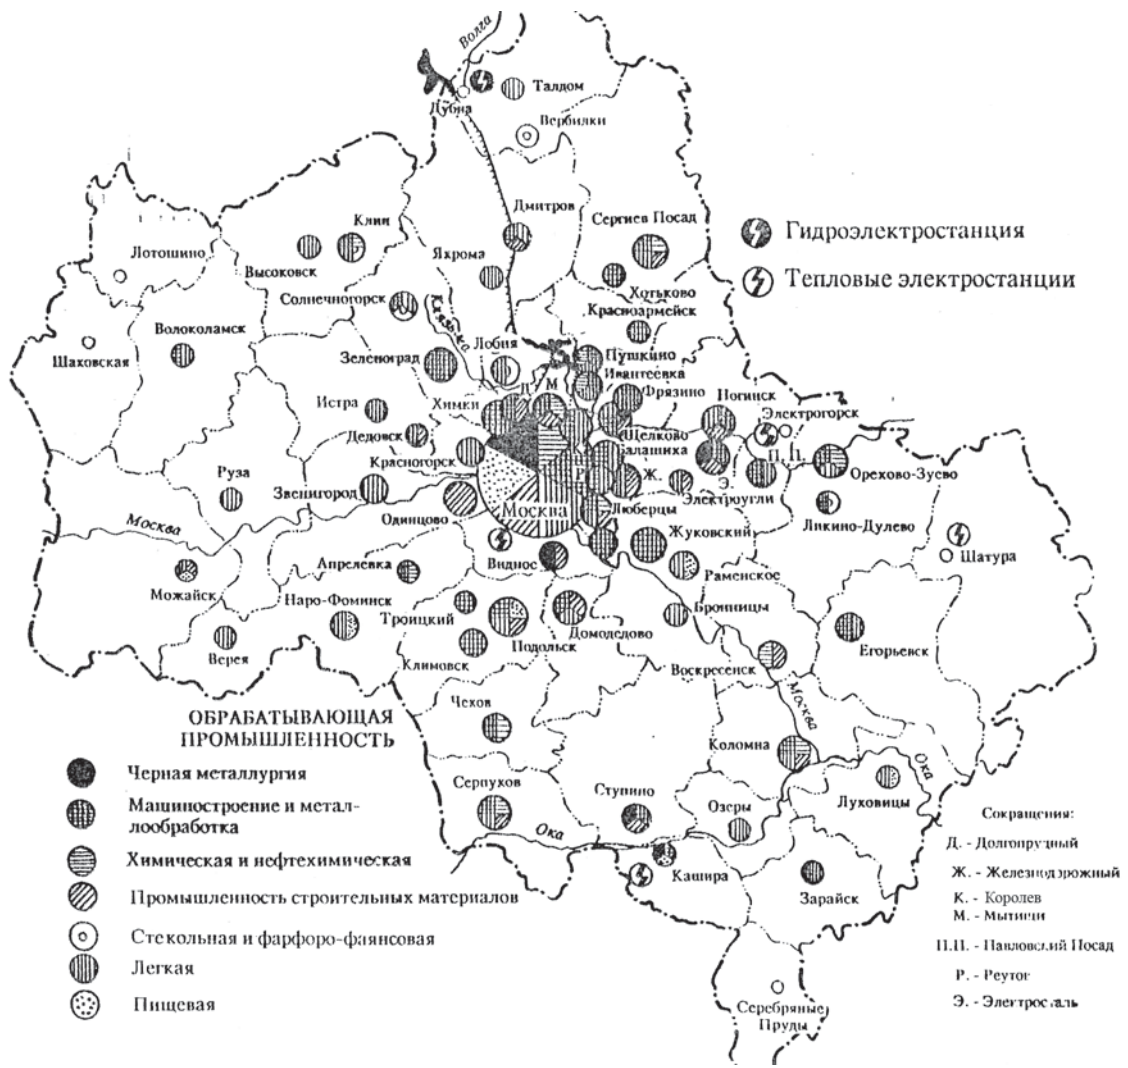 Волга
Дубна
Талдом
Вербилки
Дмитров
Сергиев Посад
Гидроэлектростанция
Клин
Лотошино
Яхрома
Высоковск
Хотьково
Тепловые электростанции
Солнечногорск
Клязьма
Красноармейск
Волоколамск
Шаховская
Зеленоград
Лобня
Пушкино
Ивантеевка
Фрязино
Ногинск
Д.
М
Истра
Химки
Электрогорск
Дедовск
Щелково
Балашиха
К
П. П.
Красногорск
Р
Ж.
Э.
Орехово-Зуево
Руза
Звенигород
Электроугли
Одинцово
Москва
Люберцы
Ликино-Дулево
Москва
Жуковский
Видное
Шатура
Апрелевка
Раменское
Можайск
Наро-Фоминск
Троицкий
Бронницы
Домодедово
Подольск
Верея
Климовск
Егорьевск
Воскресенск
Москва
Чехов
ОБРАБАТЫВАЮЩАЯ
ПРОМЫШЛЕННОСТЬ
Коломна
Ока
Черная металлургия
Серпухов
Ступино
Озеры
Луховицы
Машиностроение и метал-
лообработка
Ока
Химическая и нефтехимическая
Кашира
Зарайск
Промышленность строительных материалов
Стекольная и фарфоро-фаянсовая
Легкая
Пищевая
Серебряные
Пруды
Сокращения:
Д. - Долгопрудный
Ж. - Железнодорожный
К. - Королев
М. - Мытищи
П.П. - Павловский Посад
Р. - Реутов
Э. - Электросталь